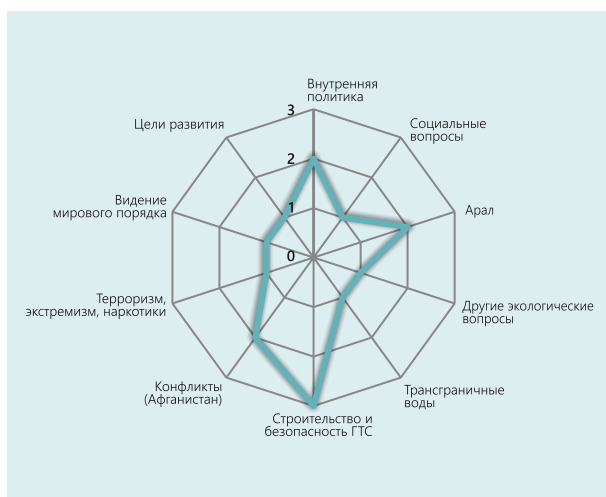 Внутренняя
политика
Социальные
вопросы
Арал
Другие экологические
вопросы
Трансграничные
воды
Строительство и
безопасность ГТС
Конфликты
(Афганистан)
Терроризм,
экстремизм, наркотики
Видение
мирового порядка
Цели развития
3
2
1
0